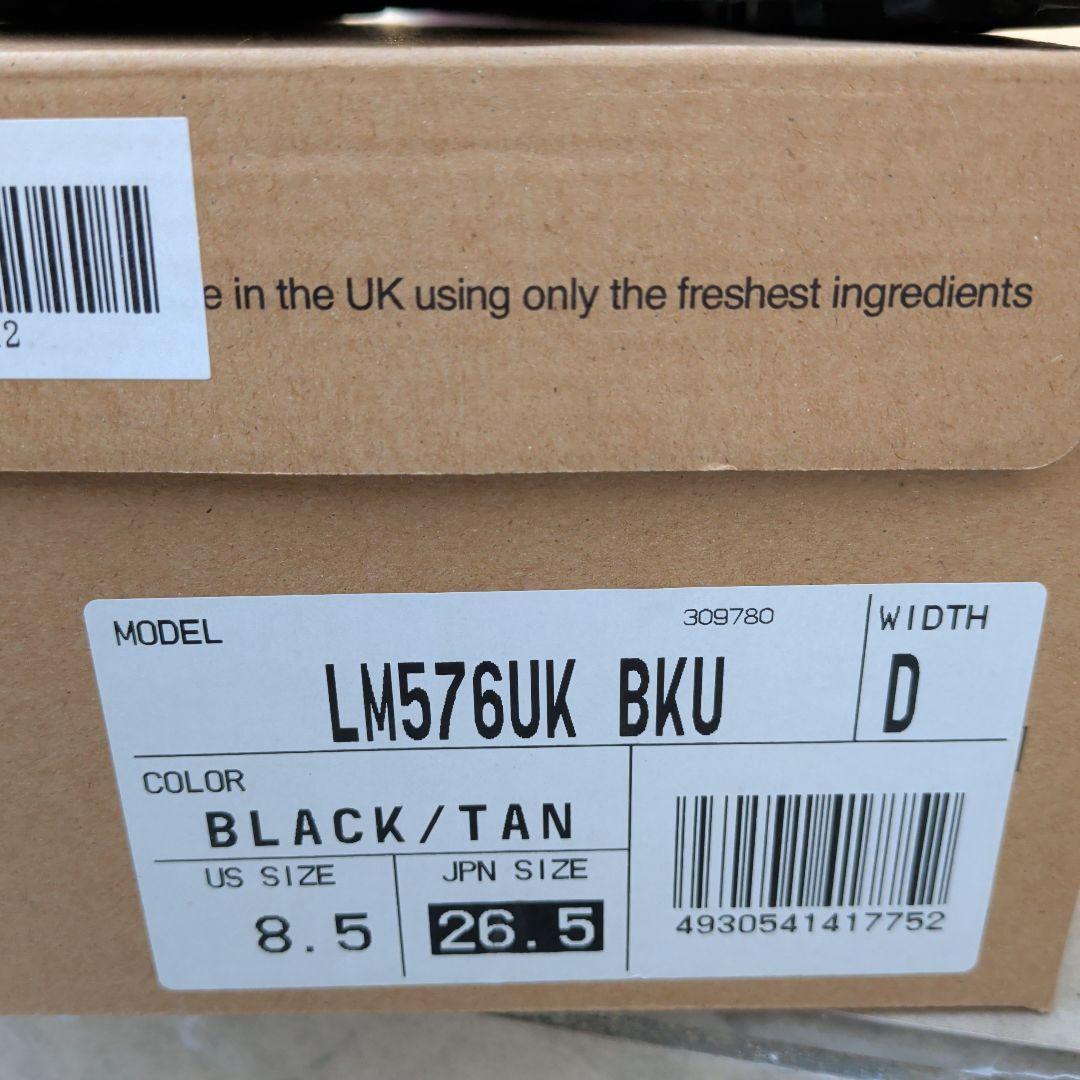 e in the UK using only the freshest ingredients
2
MODEL
309780
WIDTH
LM576UK BKU
D
COLOR
BLACK/TAN
US SIZE
JPN SIZE
8.5
26.5
4930541417752